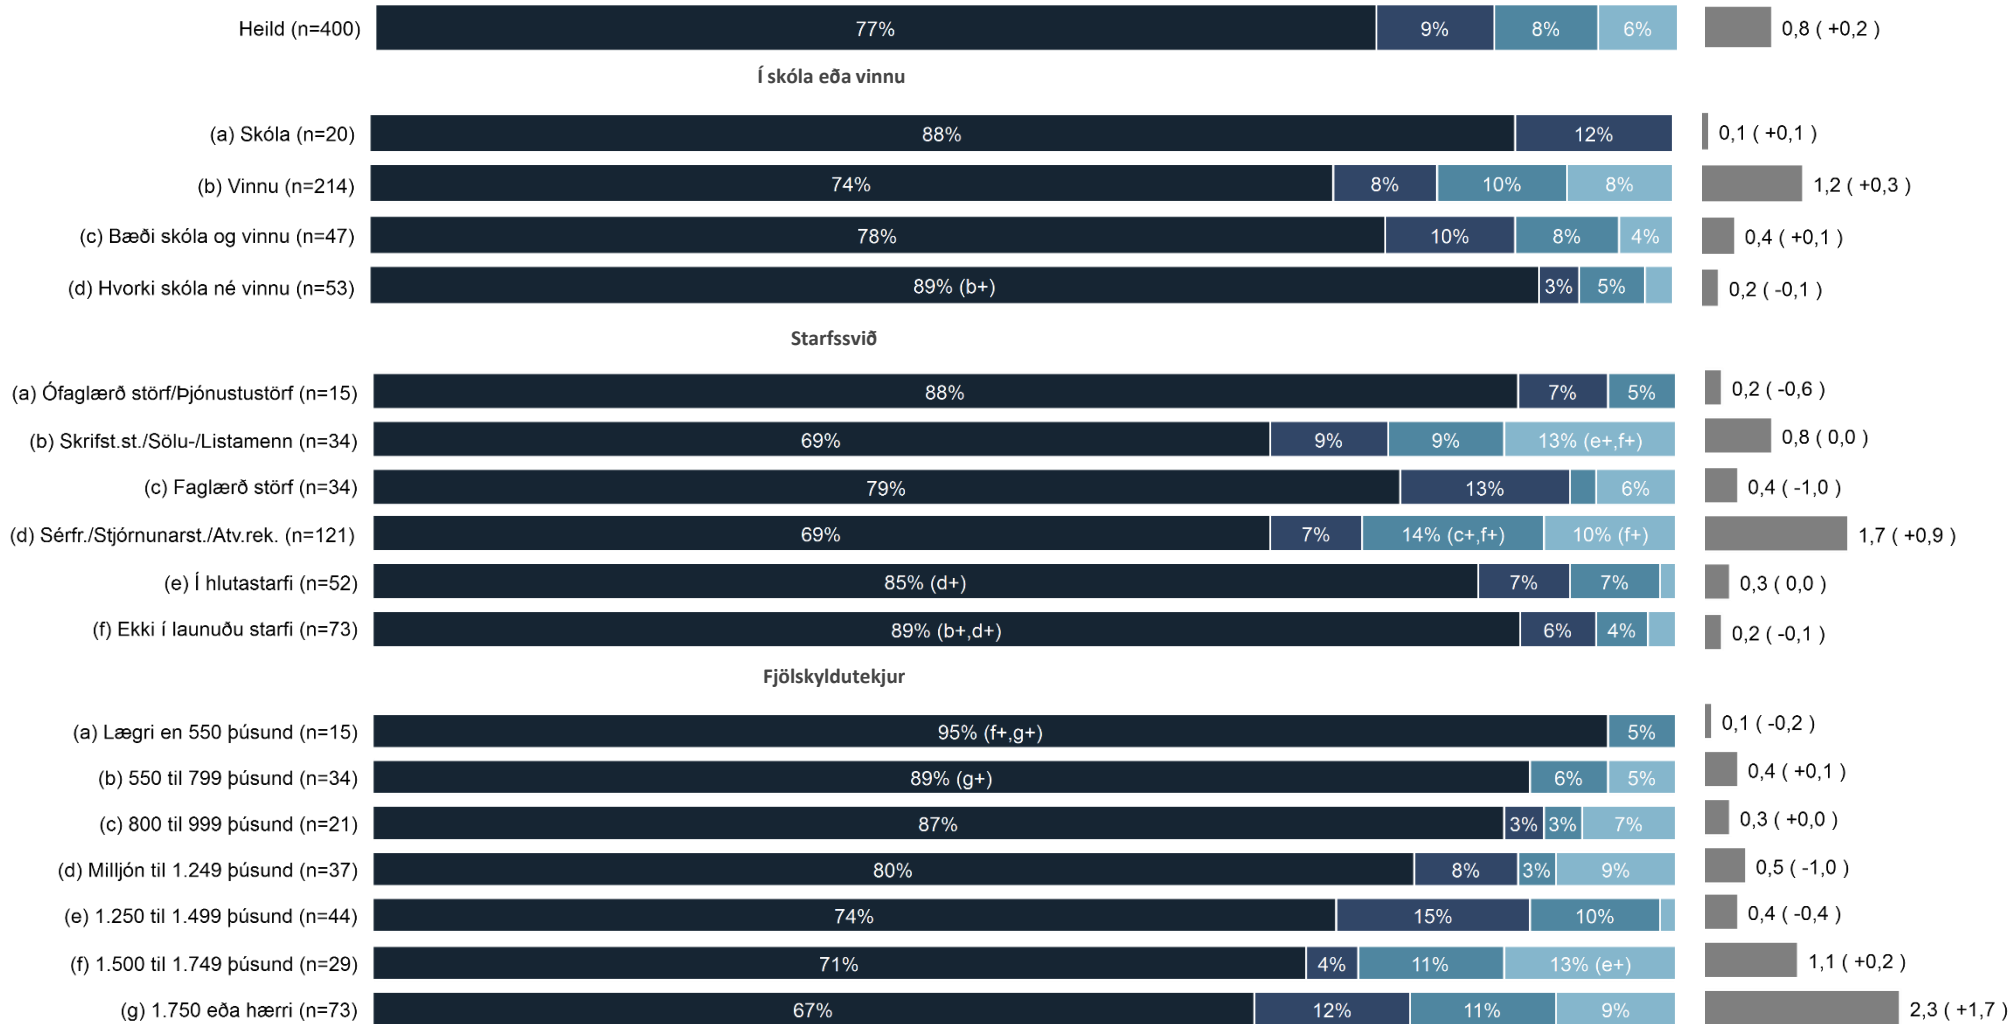 Heild (n=400) 77% 9% 8% 6% 0,8 ( +0,2 )
Í skóla eða vinnu
(a) Skóla (n=20) 88% 12% 0,1 ( +0,1 )
(b) Vinnu (n=214) 74% 8% 10% 8% 1,2 ( +0,3 )
(c) Bæði skóla og vinnu (n=47) 78% 10% 8% 4% 0,4 ( +0,1 )
(d) Hvorki skóla né vinnu (n=53) 89% (b+) 3% 5% 0,2 ( -0,1 )
Starfssvið
(a) Ófaglærð störf/Þjónustustörf (n=15) 88% 7% 5% 0,2 ( -0,6 )
(b) Skrifst.st./Sölu-/Listamenn (n=34) 69% 9% 9% 13% (e+,f+) 0,8 ( 0,0 )
(c) Faglærð störf (n=34) 79% 13% 6% 0,4 ( -1,0 )
(d) Sérfr./Stjórnunarst./Atv.rek. (n=121) 69% 7% 14% (c+,f+) 10% (f+) 1,7 ( +0,9 )
(e) Í hlutastarfi (n=52) 85% (d+) 7% 7% 0,3 ( 0,0 )
(f) Ekki í launuðu starfi (n=73) 89% (b+,d+) 6% 4% 0,2 ( -0,1 )
Fjölskyldutekjur
(a) Lægri en 550 þúsund (n=15) 95% (f+,g+) 5% 0,1 ( -0,2 )
(b) 550 til 799 þúsund (n=34) 89% (g+) 6% 5% 0,4 ( +0,1 )
(c) 800 til 999 þúsund (n=21) 87% 3% 3% 7% 0,3 ( +0,0 )
(d) Milljón til 1.249 þúsund (n=37) 80% 8% 3% 9% 0,5 ( -1,0 )
(e) 1.250 til 1.499 þúsund (n=44) 74% 15% 10% 0,4 ( -0,4 )
(f) 1.500 til 1.749 þúsund (n=29) 71% 4% 11% 13% (e+) 1,1 ( +0,2 )
(g) 1.750 eða hærri (n=73) 67% 12% 11% 9% 2,3 ( +1,7 )